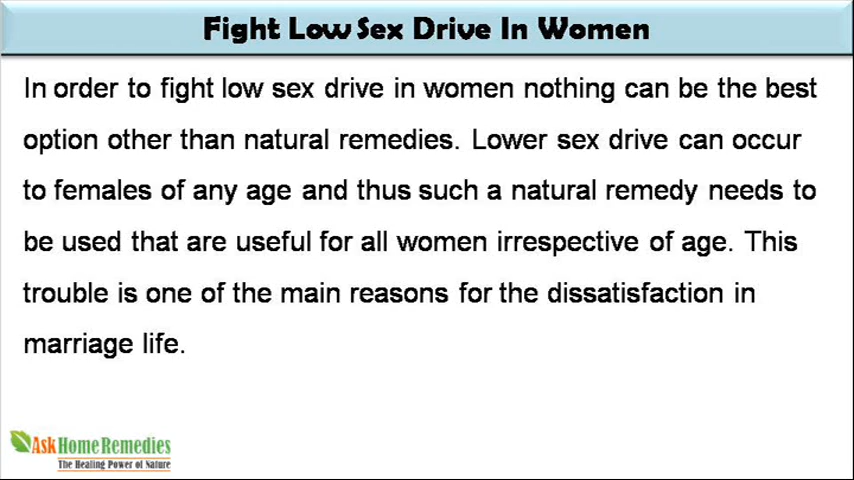 Fight Low Sex Drive In Women
In order to fight low sex drive in women nothing can be the best
option other than natural remedies. Lower sex drive can occur
to females of any age and thus such a natural remedy needs to
be used that are useful for all women irrespective of age. This
trouble is one of the main reasons for the dissatisfaction in
marriage life.
AskHomeRemedies
The Healing Power of Nature